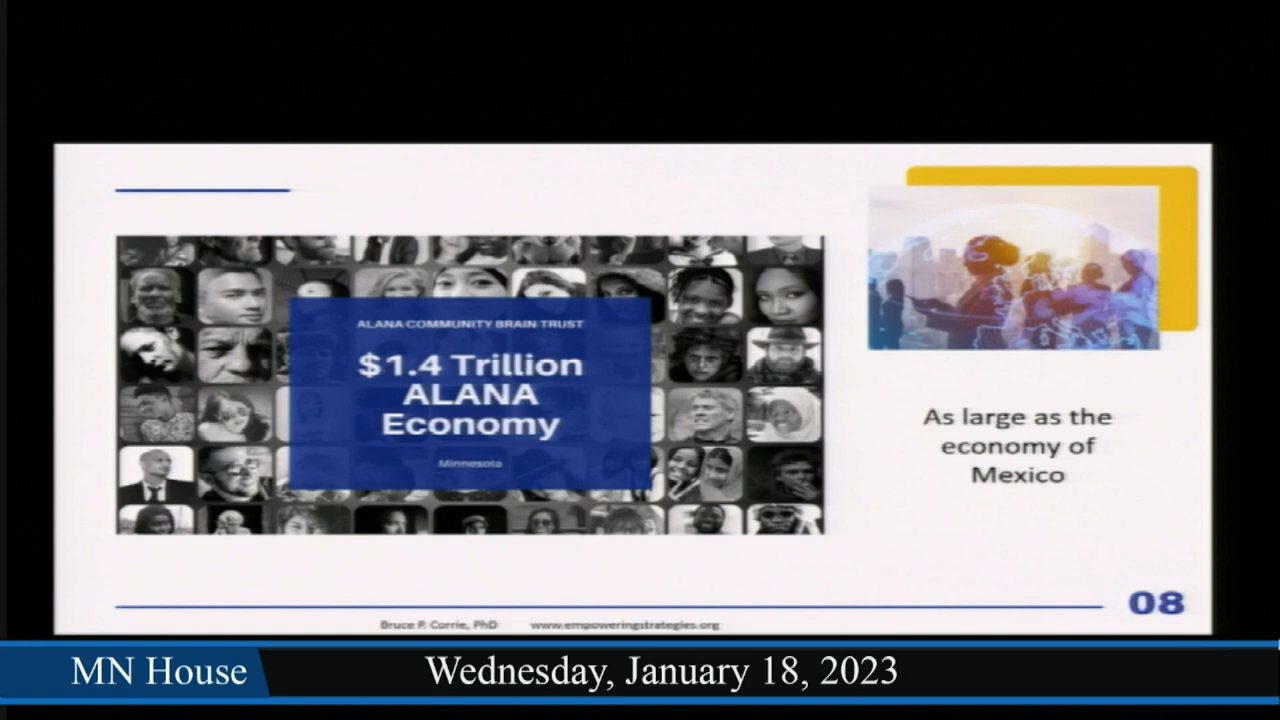 ALANA COMMUNITY BRAIN TRUST
$1.4 Trillion
ALANA
Economy
Minnesota
As large as the
economy of
Mexico
08
Bruce P. Corrie, PhD www.empoweringstrategies.org
MN House Wednesday, January 18, 2023